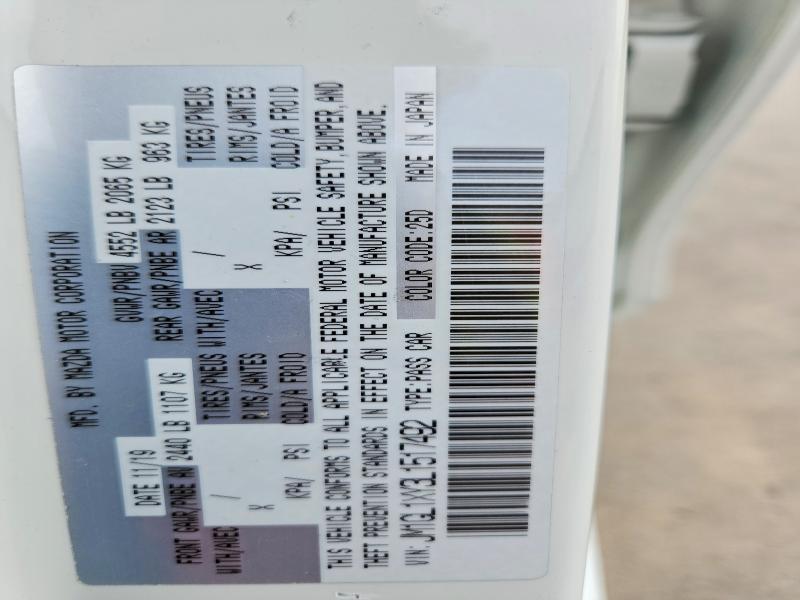 MFD. BY MAZDA MOTOR CORPORATION
DATE 11/19 GVWR/PNBV 4552 LB 2065 KG
FRONT GAWR/PNBE AV 2440 LB 1107 KG REAR GAWR/PNBE AR 2123 LB 963 KG
WITH/AVEC / TIRES/PNEUS WITH/AVEC / TIRES/PNEUS
X RIMS/JANTES X RIMS/JANTES
KPA/ PSI COLD/A FROID KPA/ PSI COLD/A FROID
THIS VEHICLE CONFORMS TO ALL APPLICABLE FEDERAL MOTOR VEHICLE SAFETY, BUMPER, AND
THEFT PREVENTION STANDARDS IN EFFECT ON THE DATE OF MANUFACTURE SHOWN ABOVE.
VIN: JM1GL1XY3L1517492 TYPE:PASS CAR COLOR CODE:25D MADE IN JAPAN